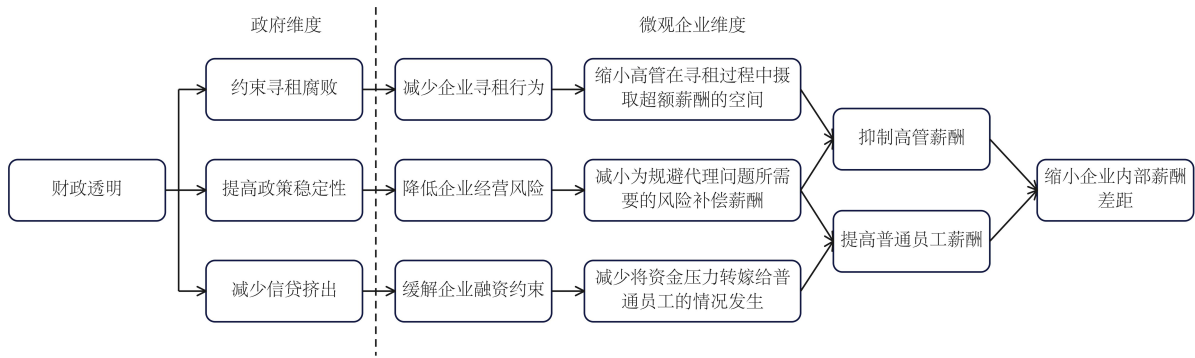 政府维度
微观企业维度
约束寻租腐败
减少企业寻租行为
缩小高管在寻租过程中摄
取超额薪酬的空间
抑制高管薪酬
财政透明
提高政策稳定性
降低企业经营风险
减小为规避代理问题所需
要的风险补偿薪酬
缩小企业内部薪酬
差距
提高普通员工薪酬
减少信贷挤出
缓解企业融资约束
减少将资金压力转嫁给普
通员工的情况发生